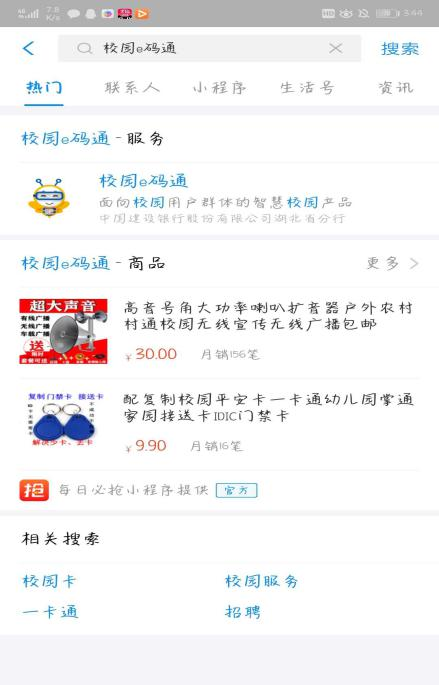 4G 7.8 K/s HD 3:44
校园e码通 搜索
热门 联系人 小程序 生活号 资讯
校园e码通 - 服务
校园e码通
面向校园用户群体的智慧校园产品
中国建设银行股份有限公司湖北省分行
校园e码通 - 商品 更多
超大声音
有线广播
无线广播
车载广播
送
高音号角大功率喇叭扩音器户外农村
村通校园无线宣传无线广播包邮
¥ 30.00 月销156笔
复制门禁卡 接送卡
解决少卡、丢卡
配复制校园平安卡一卡通幼儿园掌通
家园接送卡IDIC门禁卡
¥ 9.90 月销16笔
抢 每日必抢小程序提供 官方
相关搜索
校园卡 校园服务
一卡通 招聘